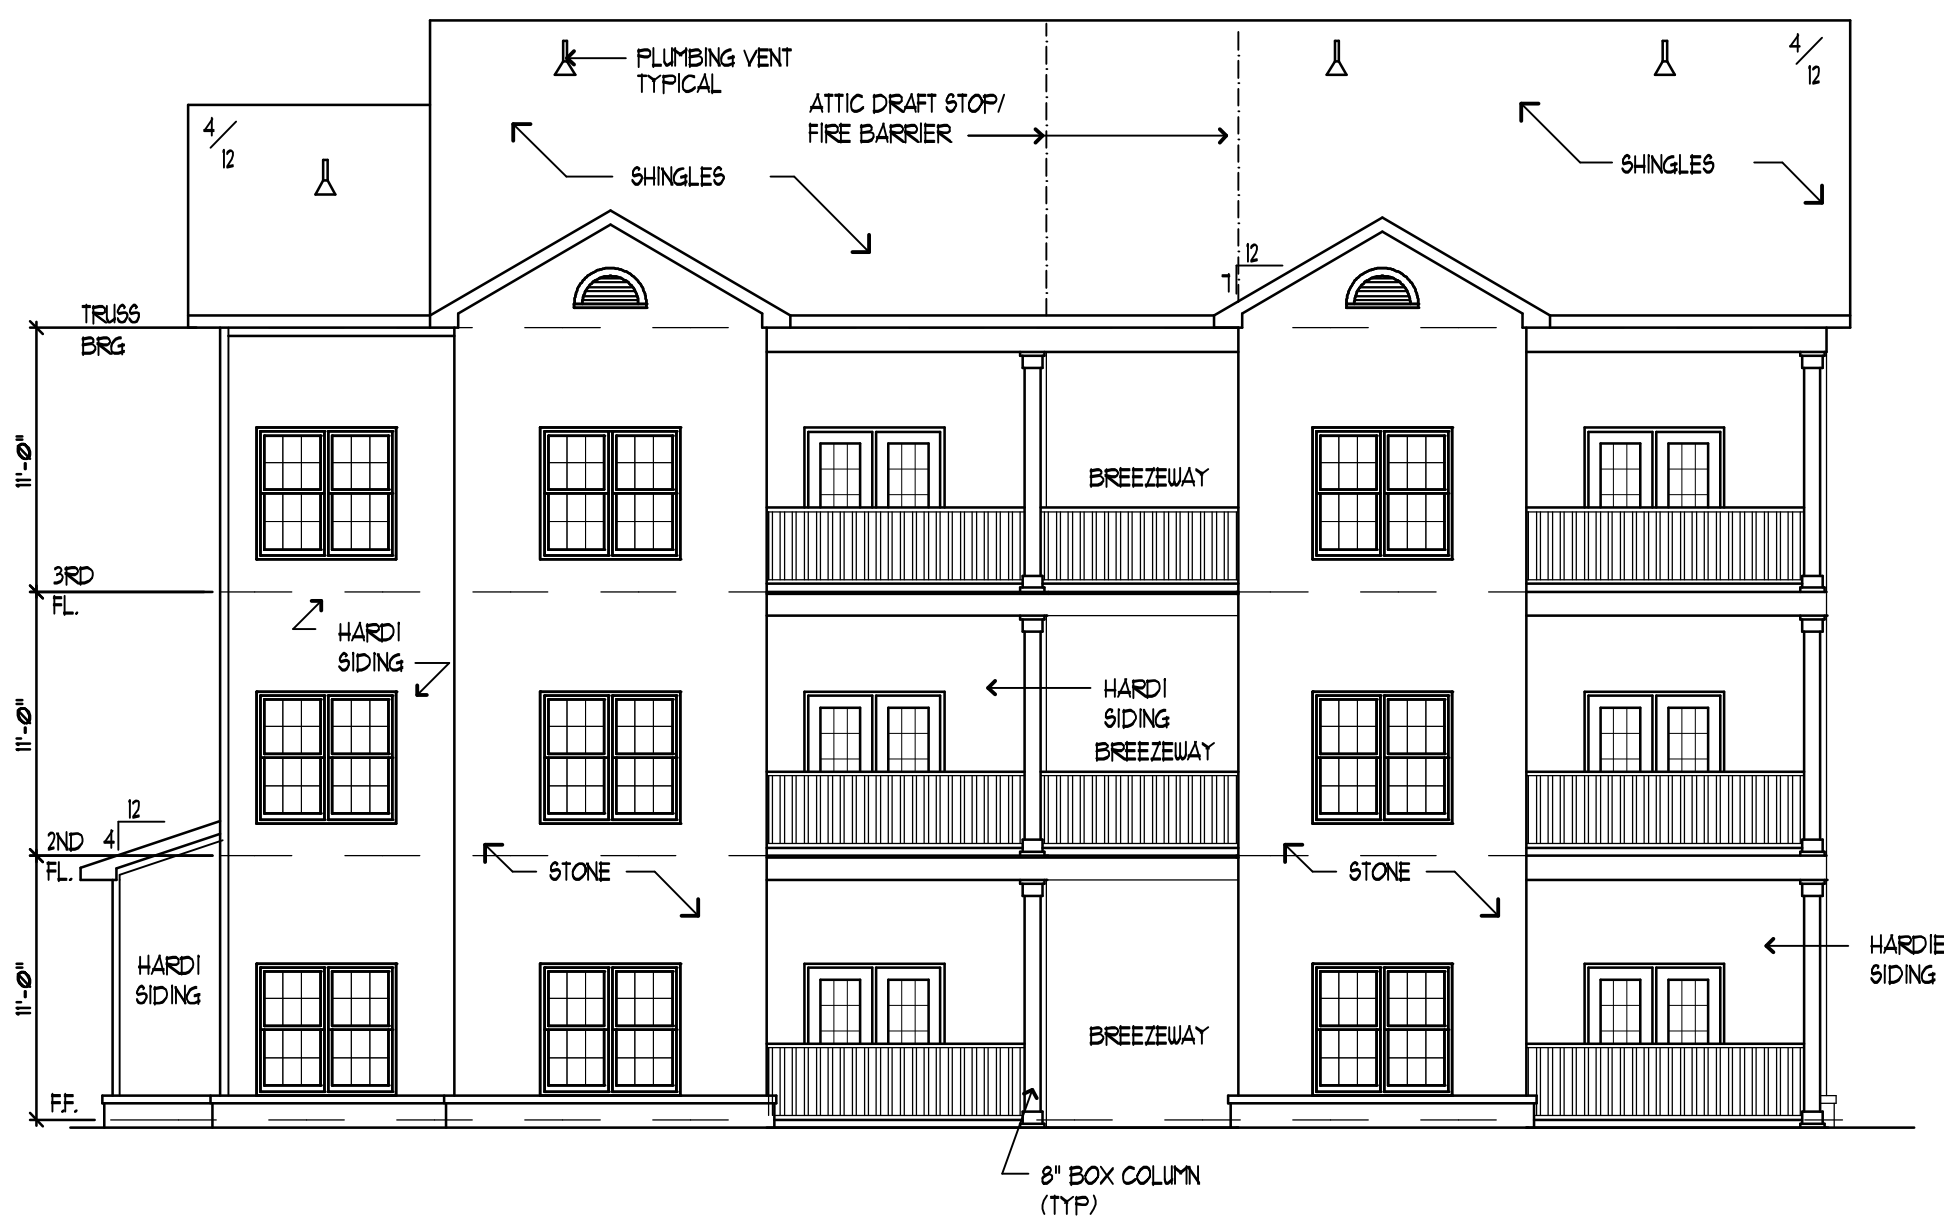 PLUMBING VENT
TYPICAL
4/12
4/12
ATTIC DRAFT STOP/
FIRE BARRIER
SHINGLES
SHINGLES
12
7
TRUSS
BRG
11'-0"
BREEZEWAY
3RD
FL.
HARDI
SIDING
HARDI
SIDING
BREEZEWAY
11'-0"
12
4
2ND
FL.
STONE
STONE
HARDI
SIDING
HARDIE
SIDING
11'-0"
BREEZEWAY
F.F.
8" BOX COLUMN
(TYP)